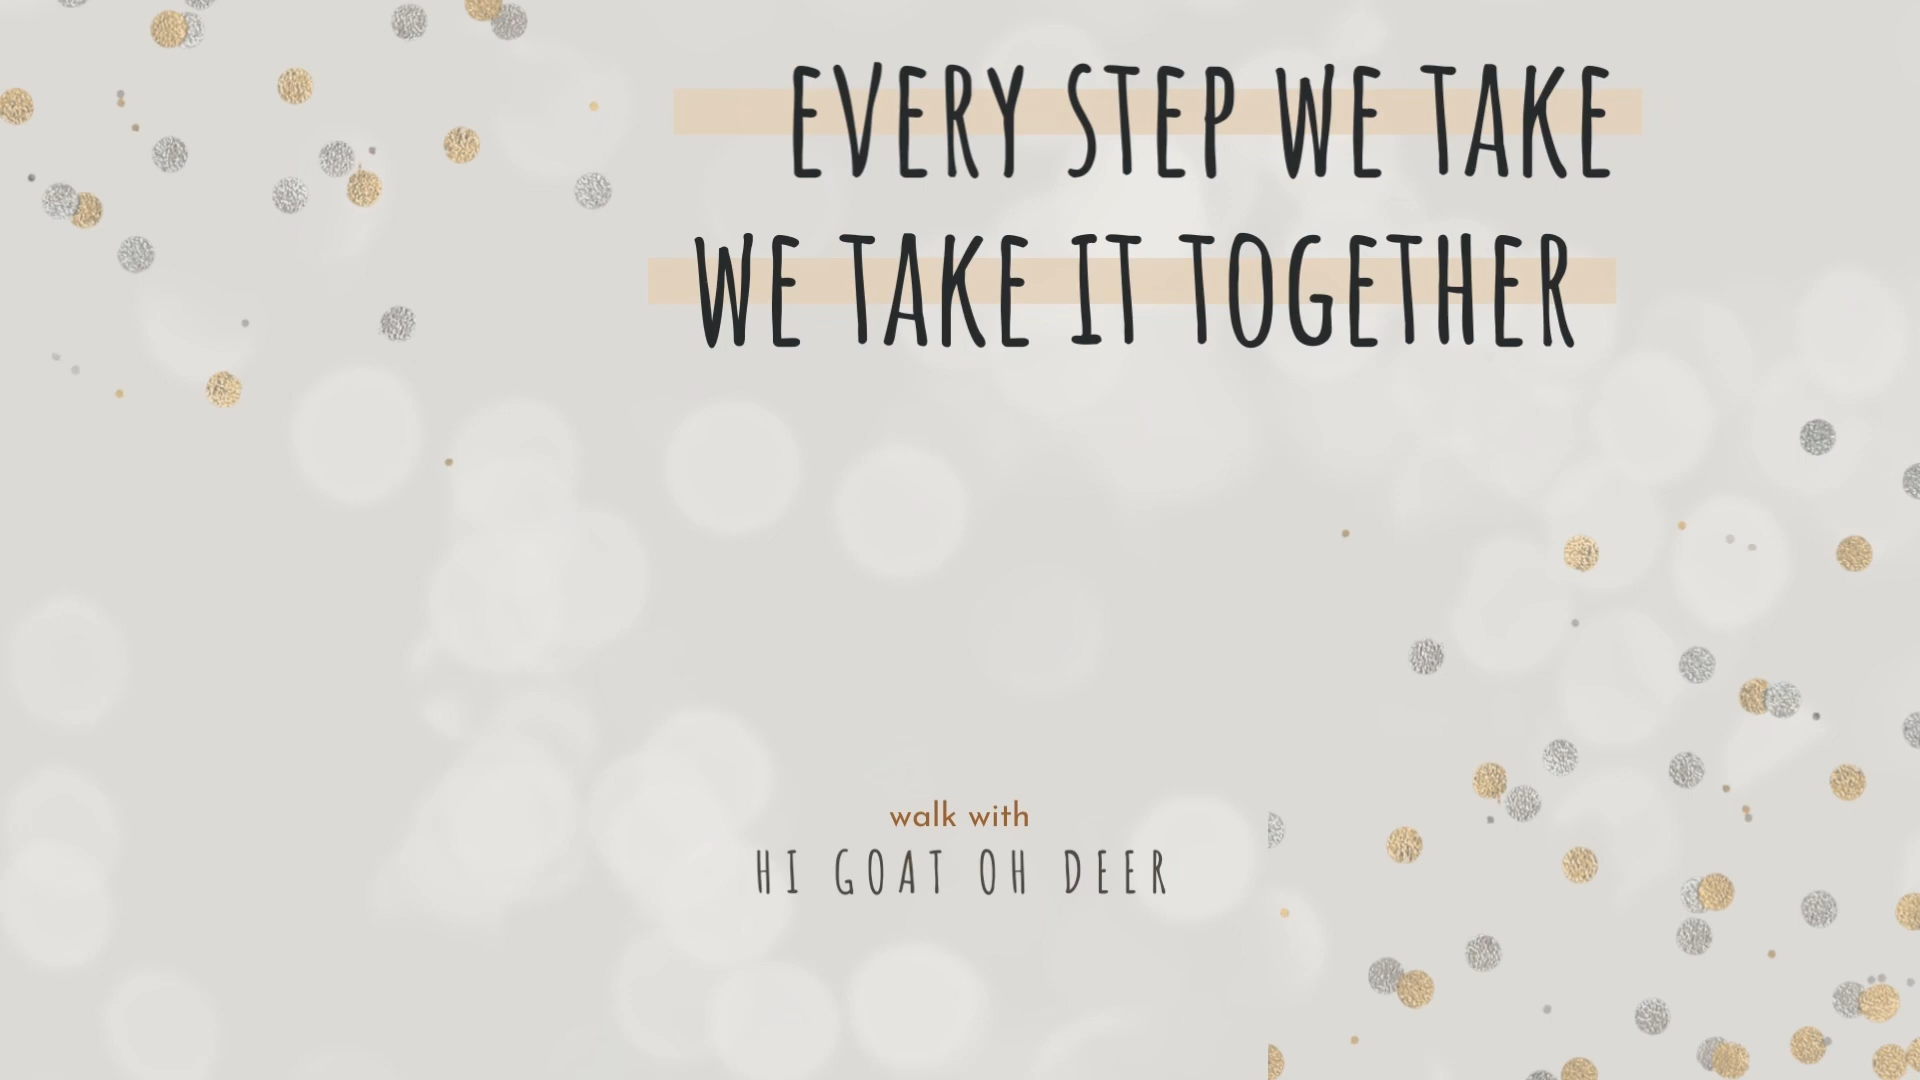 EVERY STEP WE TAKE
WE TAKE IT TOGETHER
walk with
HI GOAT OH DEER